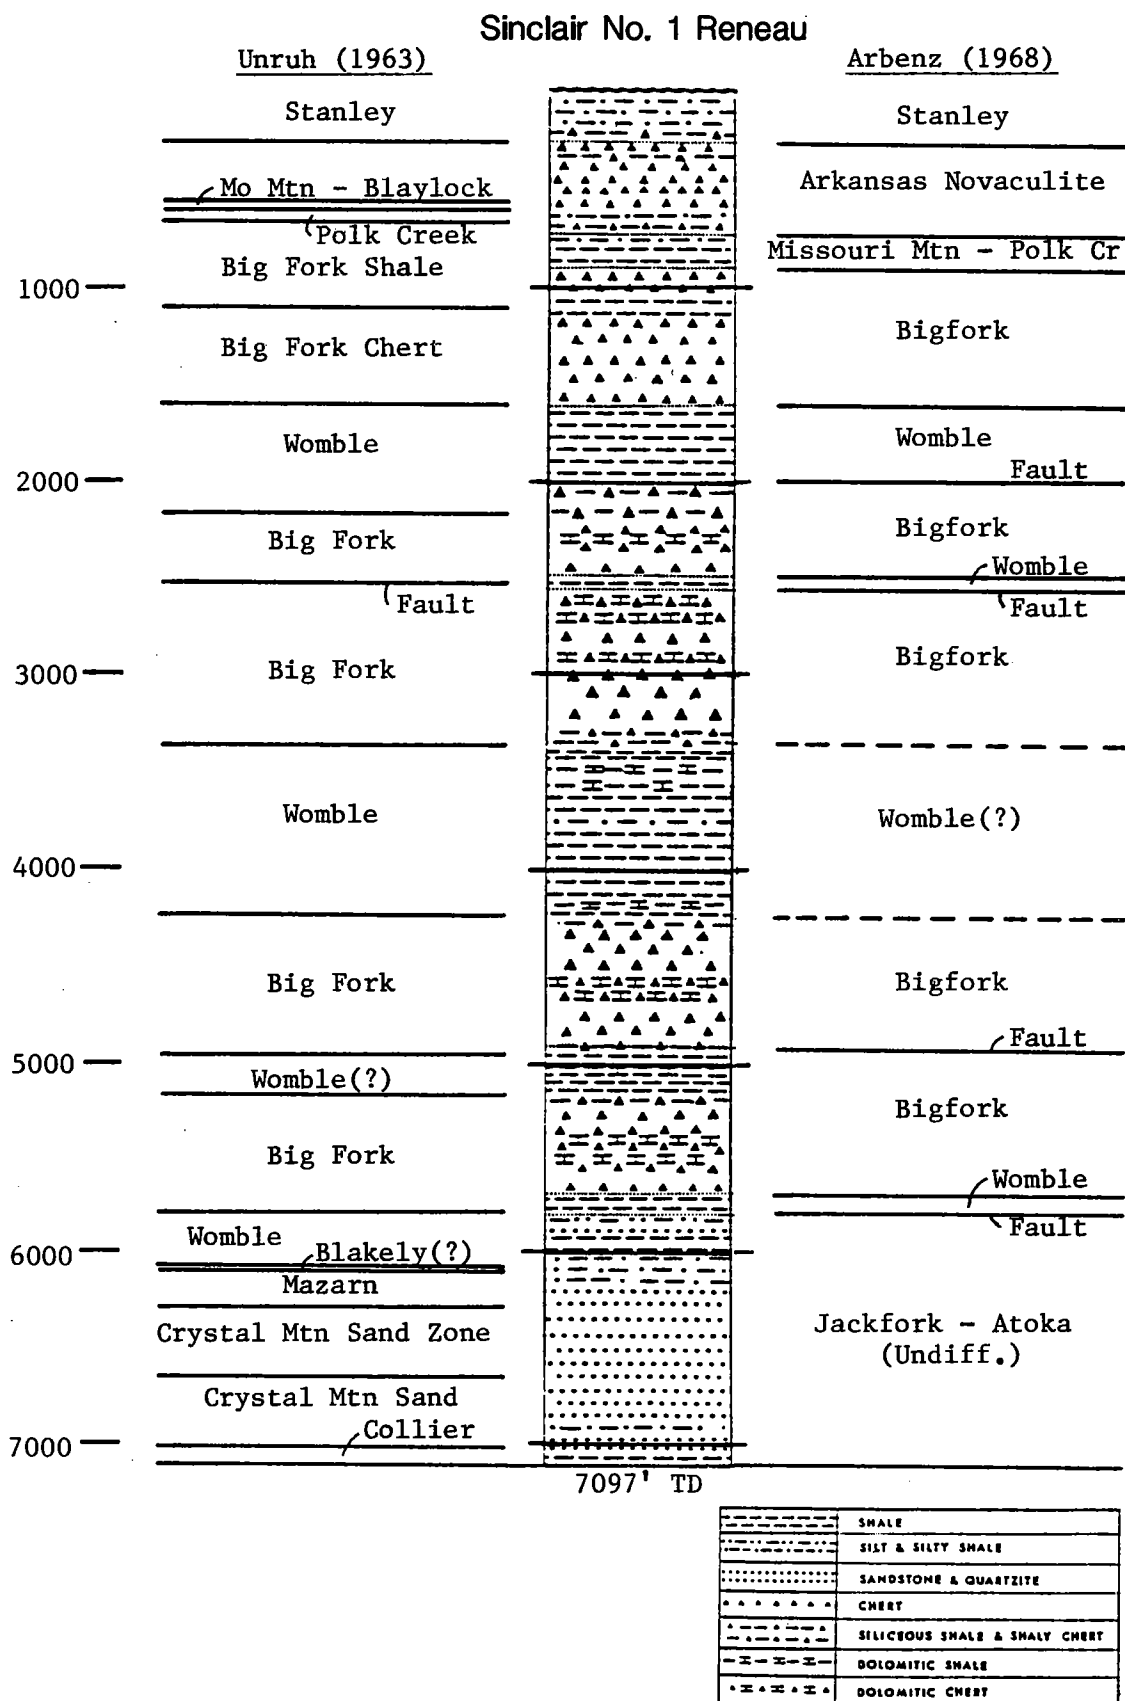 Sinclair No. 1 Reneau
Unruh (1963)
Stanley
Mo Mtn - Blaylock
Polk Creek
Big Fork Shale
Big Fork Chert
Womble
Big Fork
Fault
Big Fork
Womble
Big Fork
Womble(?)
Big Fork
Womble
Blakely(?)
Mazarn
Crystal Mtn Sand Zone
Crystal Mtn Sand
Collier
1000
2000
3000
4000
5000
6000
7000
7097' TD
Arbenz (1968)
Stanley
Arkansas Novaculite
Missouri Mtn - Polk Cr
Bigfork
Womble
Fault
Bigfork
Womble
Fault
Bigfork
Womble(?)
Bigfork
Fault
Bigfork
Womble
Fault
Jackfork - Atoka
(Undiff.)
SHALE
SILT & SILTY SHALE
SANDSTONE & QUARTZITE
CHERT
SILICEOUS SHALE & SHALY CHERT
DOLOMITIC SHALE
DOLOMITIC CHERT